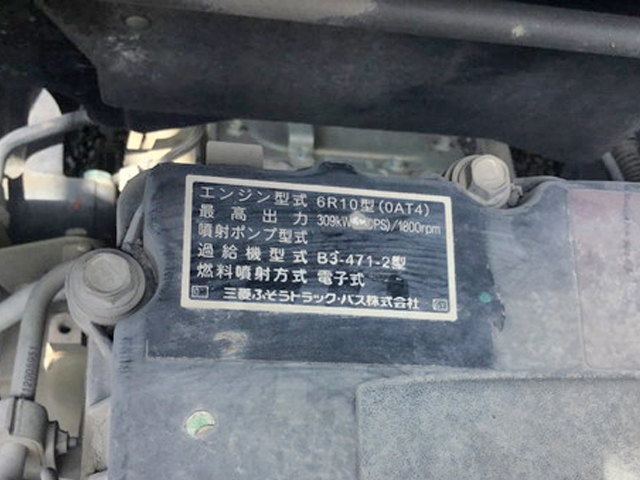 エンジン型式 6R10型(0AT4)
最高出力 309kW PS)/1800rpm
噴射ポンプ型式
過給機型式 B3-471-2型
燃料噴射方式 電子式
三菱ふそうトラック・バス株式会社